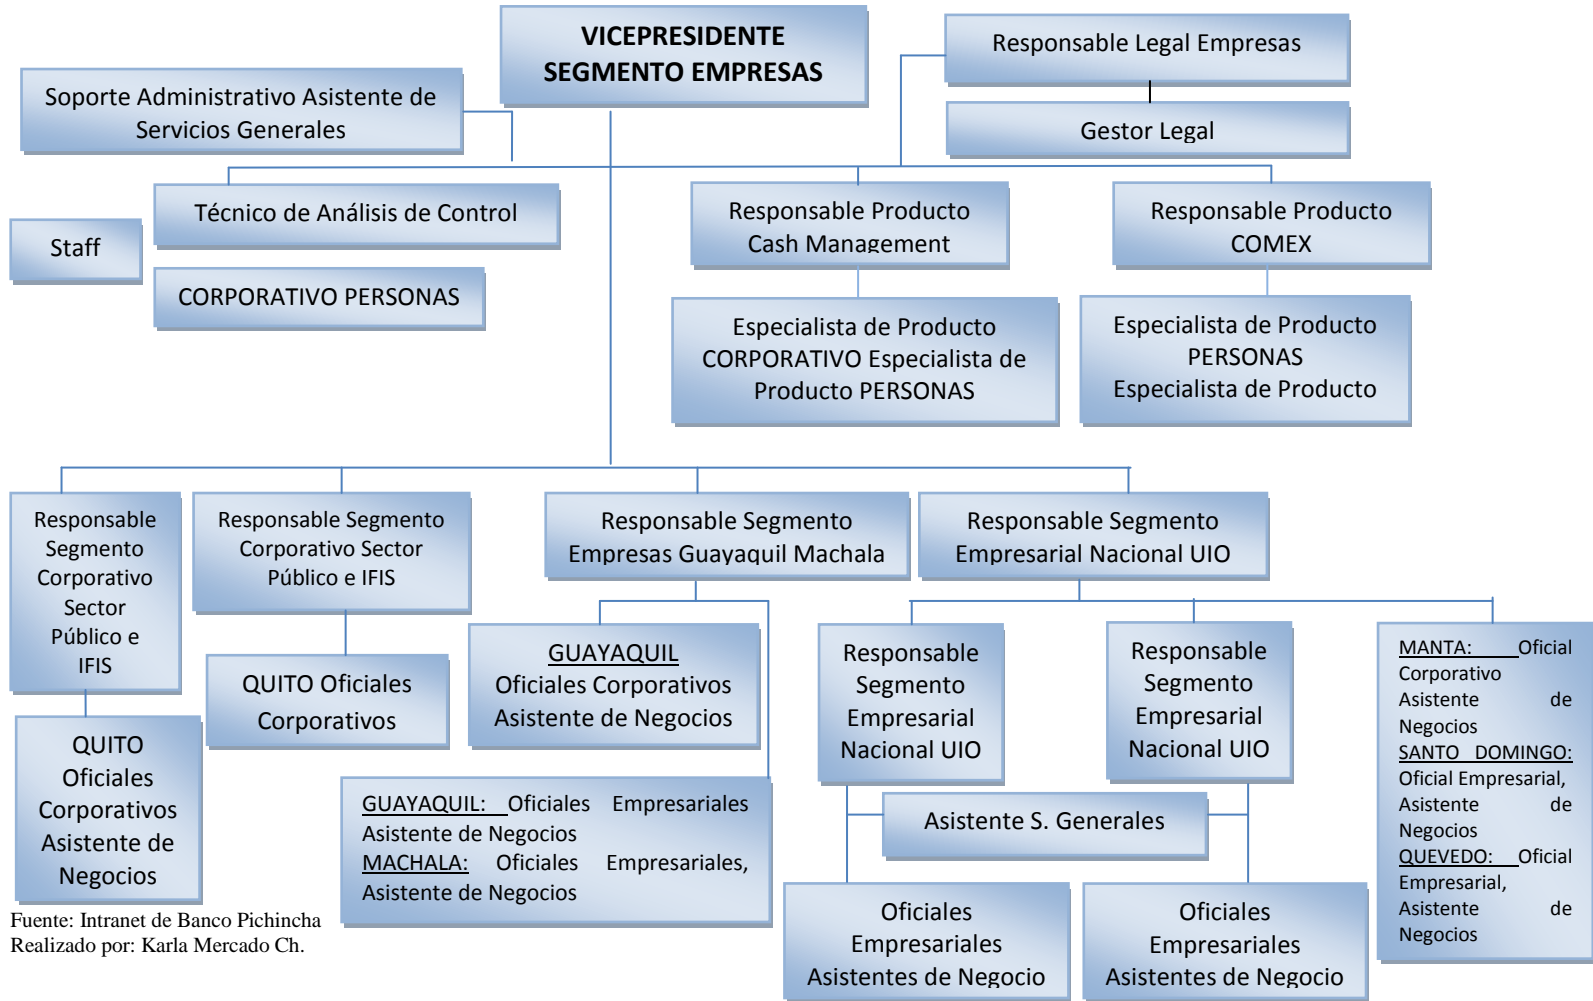 VICEPRESIDENTE
SEGMENTO EMPRESAS
Responsable Legal Empresas
Gestor Legal
Soporte Administrativo Asistente de
Servicios Generales
Técnico de Análisis de Control
Staff
CORPORATIVO PERSONAS
Responsable Producto
Cash Management
Responsable Producto
COMEX
Especialista de Producto
CORPORATIVO Especialista de
Producto PERSONAS
Especialista de Producto
PERSONAS
Especialista de Producto
Responsable
Segmento
Corporativo
Sector
Público e
IFIS
Responsable Segmento
Corporativo Sector
Público e IFIS
Responsable Segmento
Empresas Guayaquil Machala
Responsable Segmento
Empresarial Nacional UIO
QUITO
Oficiales
Corporativos
Asistente de
Negocios
QUITO Oficiales
Corporativos
GUAYAQUIL
Oficiales Corporativos
Asistente de Negocios
GUAYAQUIL: Oficiales Empresariales
Asistente de Negocios
MACHALA: Oficiales Empresariales,
Asistente de Negocios
Responsable
Segmento
Empresarial
Nacional UIO
Responsable
Segmento
Empresarial
Nacional UIO
Asistente S. Generales
Oficiales
Empresariales
Asistentes de Negocio
Oficiales
Empresariales
Asistentes de Negocio
MANTA: Oficial
Corporativo
Asistente de
Negocios
SANTO DOMINGO:
Oficial Empresarial,
Asistente de
Negocios
QUEVEDO: Oficial
Empresarial,
Asistente de
Negocios
Fuente: Intranet de Banco Pichincha
Realizado por: Karla Mercado Ch.